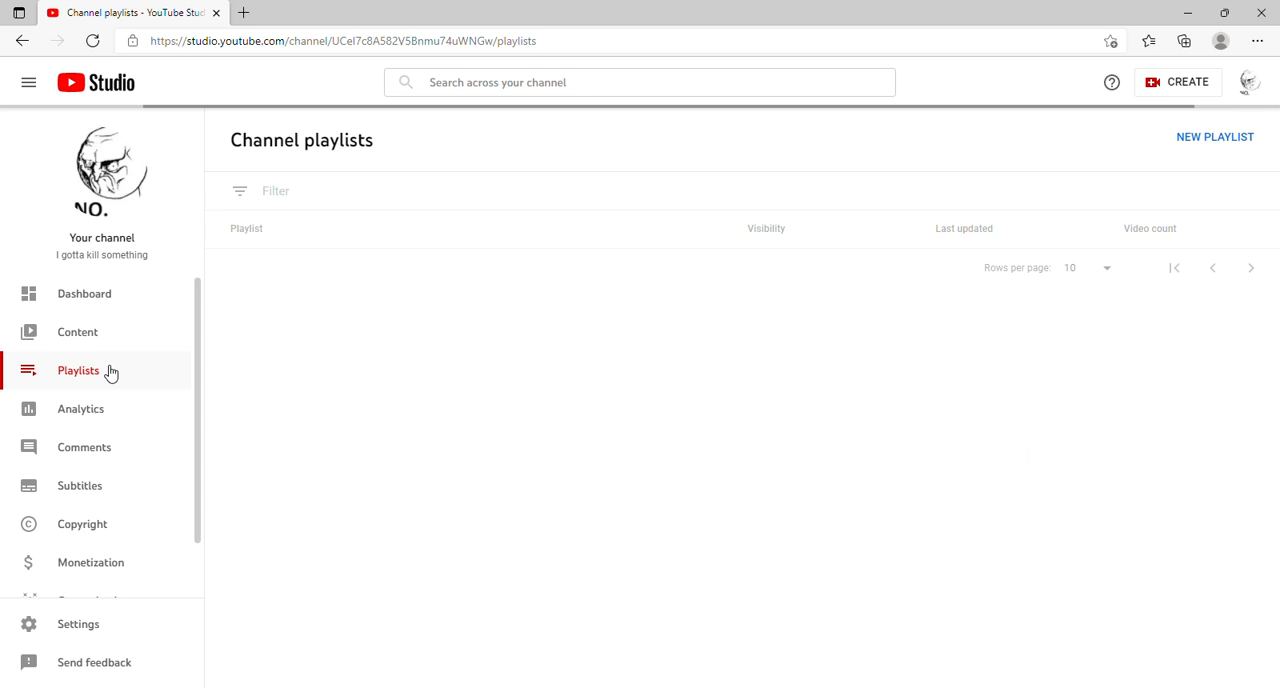 Channel playlists - YouTube Stud
https://studio.youtube.com/channel/UCel7c8A582V5Bnmu74uWNGw/playlists
Studio
Search across your channel
CREATE
NO.
NO.
Your channel
I gotta kill something
Dashboard
Content
Playlists
Analytics
Comments
Subtitles
Copyright
Monetization
Settings
Send feedback
Channel playlists
NEW PLAYLIST
Filter
Playlist Visibility Last updated Video count
Rows per page: 10